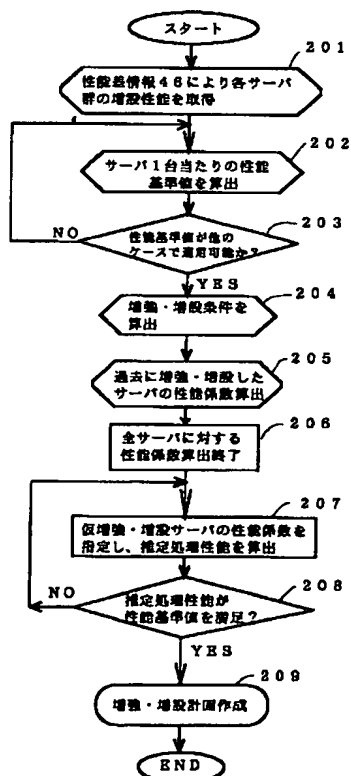 スタート
201
性能差情報46により各サーバ
群の増設性能を取得
202
サーバ1台当たりの性能
基準値を算出
203
性能基準値が他の
ケースで適用可能か?
NO
YES
204
増強・増設条件を
算出
205
過去に増強・増設した
サーバの性能係数算出
206
全サーバに対する
性能係数算出終了
207
仮増強・増設サーバの性能係数を
指定し、推定処理性能を算出
208
推定処理性能が
性能基準値を満足?
NO
YES
209
増強・増設計画作成
END